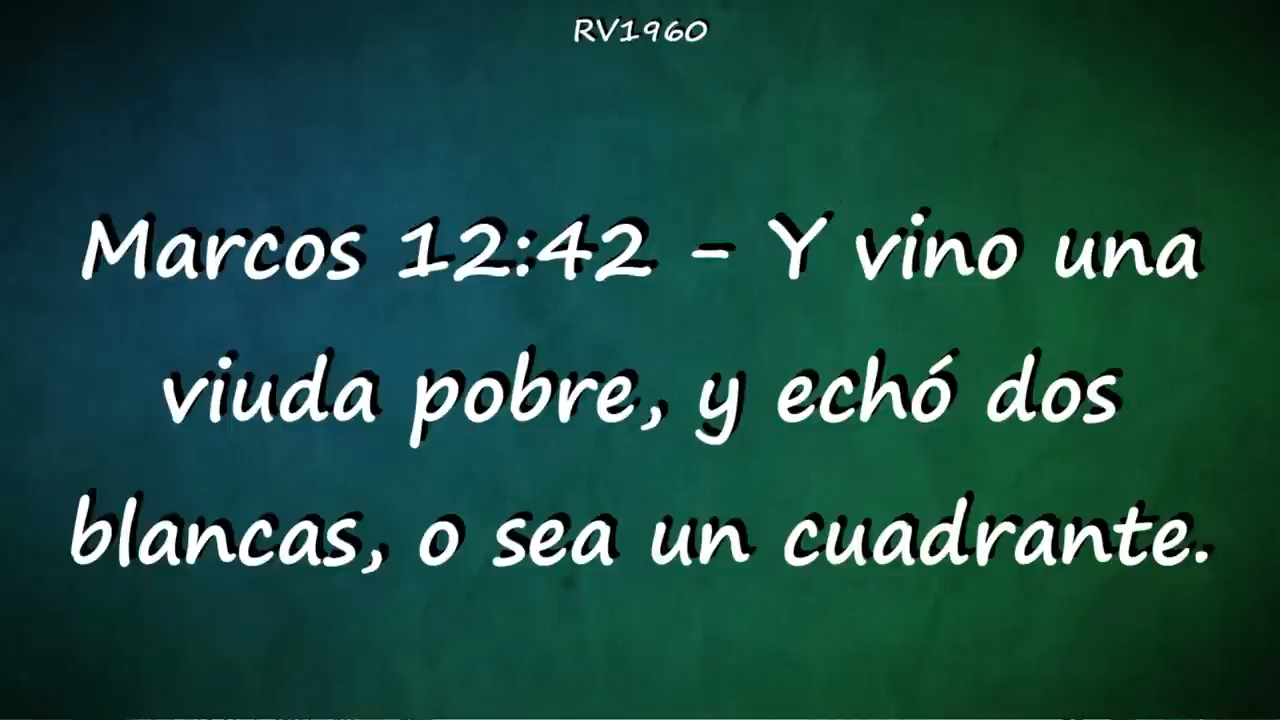 RV1960
Marcos 12:42 - Y vino una
viuda pobre, y echó dos
blancas, o sea un cuadrante.